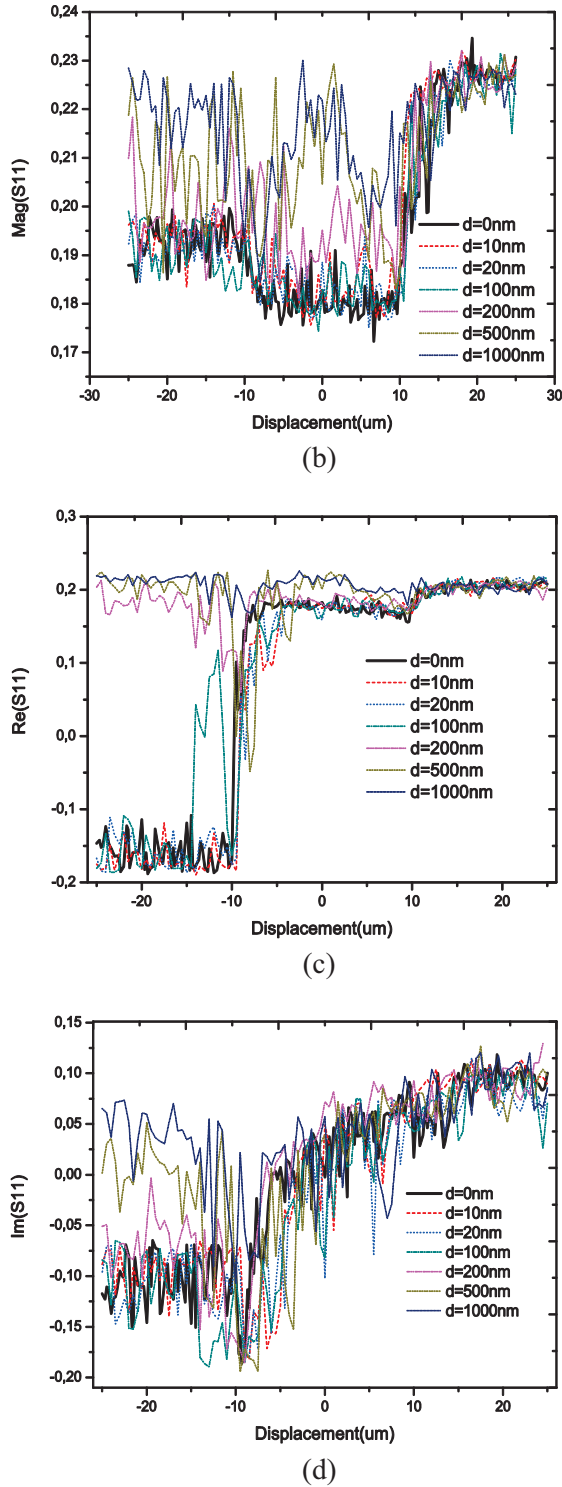 0,24
0,23
0,22
0,21
0,20
0,19
0,18
0,17
Mag(S11)
d=0nm
d=10nm
d=20nm
d=100nm
d=200nm
d=500nm
d=1000nm
-30 -20 -10 0 10 20 30
Displacement(um)
(b)
0,3
0,2
0,1
0,0
-0,1
-0,2
Re(S11)
d=0nm
d=10nm
d=20nm
d=100nm
d=200nm
d=500nm
d=1000nm
-20 -10 0 10 20
Displacement(um)
(c)
0,15
0,10
0,05
0,00
-0,05
-0,10
-0,15
-0,20
Im(S11)
d=0nm
d=10nm
d=20nm
d=100nm
d=200nm
d=500nm
d=1000nm
-20 -10 0 10 20
Displacement(um)
(d)